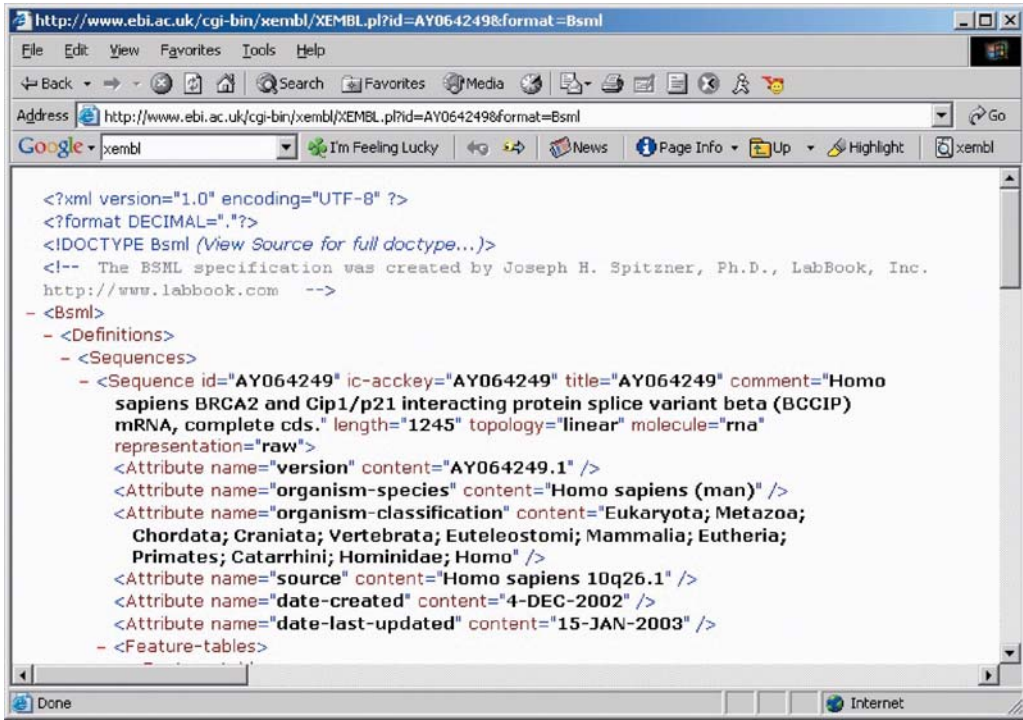 http://www.ebi.ac.uk/cgi-bin/xembl/XEMBL.pl?id=AY064249&format=Bsml
File Edit View Favorites Tools Help
Back Search Favorites Media
Address http://www.ebi.ac.uk/cgi-bin/xembl/XEMBL.pl?id=AY064249&format=Bsml Go
Google xembl I'm Feeling Lucky News Page Info Up Highlight xembl
<?xml version="1.0" encoding="UTF-8" ?>
<?format DECIMAL="."?>
<!DOCTYPE Bsml (View Source for full doctype...)>
<!-- The BSML specification was created by Joseph H. Spitzner, Ph.D., LabBook, Inc.
http://www.labbook.com -->
- <Bsml>
- <Definitions>
- <Sequences>
- <Sequence id="AY064249" ic-acckey="AY064249" title="AY064249" comment="Homo
sapiens BRCA2 and Cip1/p21 interacting protein splice variant beta (BCCIP)
mRNA, complete cds." length="1245" topology="linear" molecule="rna"
representation="raw">
<Attribute name="version" content="AY064249.1" />
<Attribute name="organism-species" content="Homo sapiens (man)" />
<Attribute name="organism-classification" content="Eukaryota; Metazoa;
Chordata; Craniata; Vertebrata; Euteleostomi; Mammalia; Eutheria;
Primates; Catarrhini; Hominidae; Homo" />
<Attribute name="source" content="Homo sapiens 10q26.1" />
<Attribute name="date-created" content="4-DEC-2002" />
<Attribute name="date-last-updated" content="15-JAN-2003" />
- <Feature-tables>
Done Internet